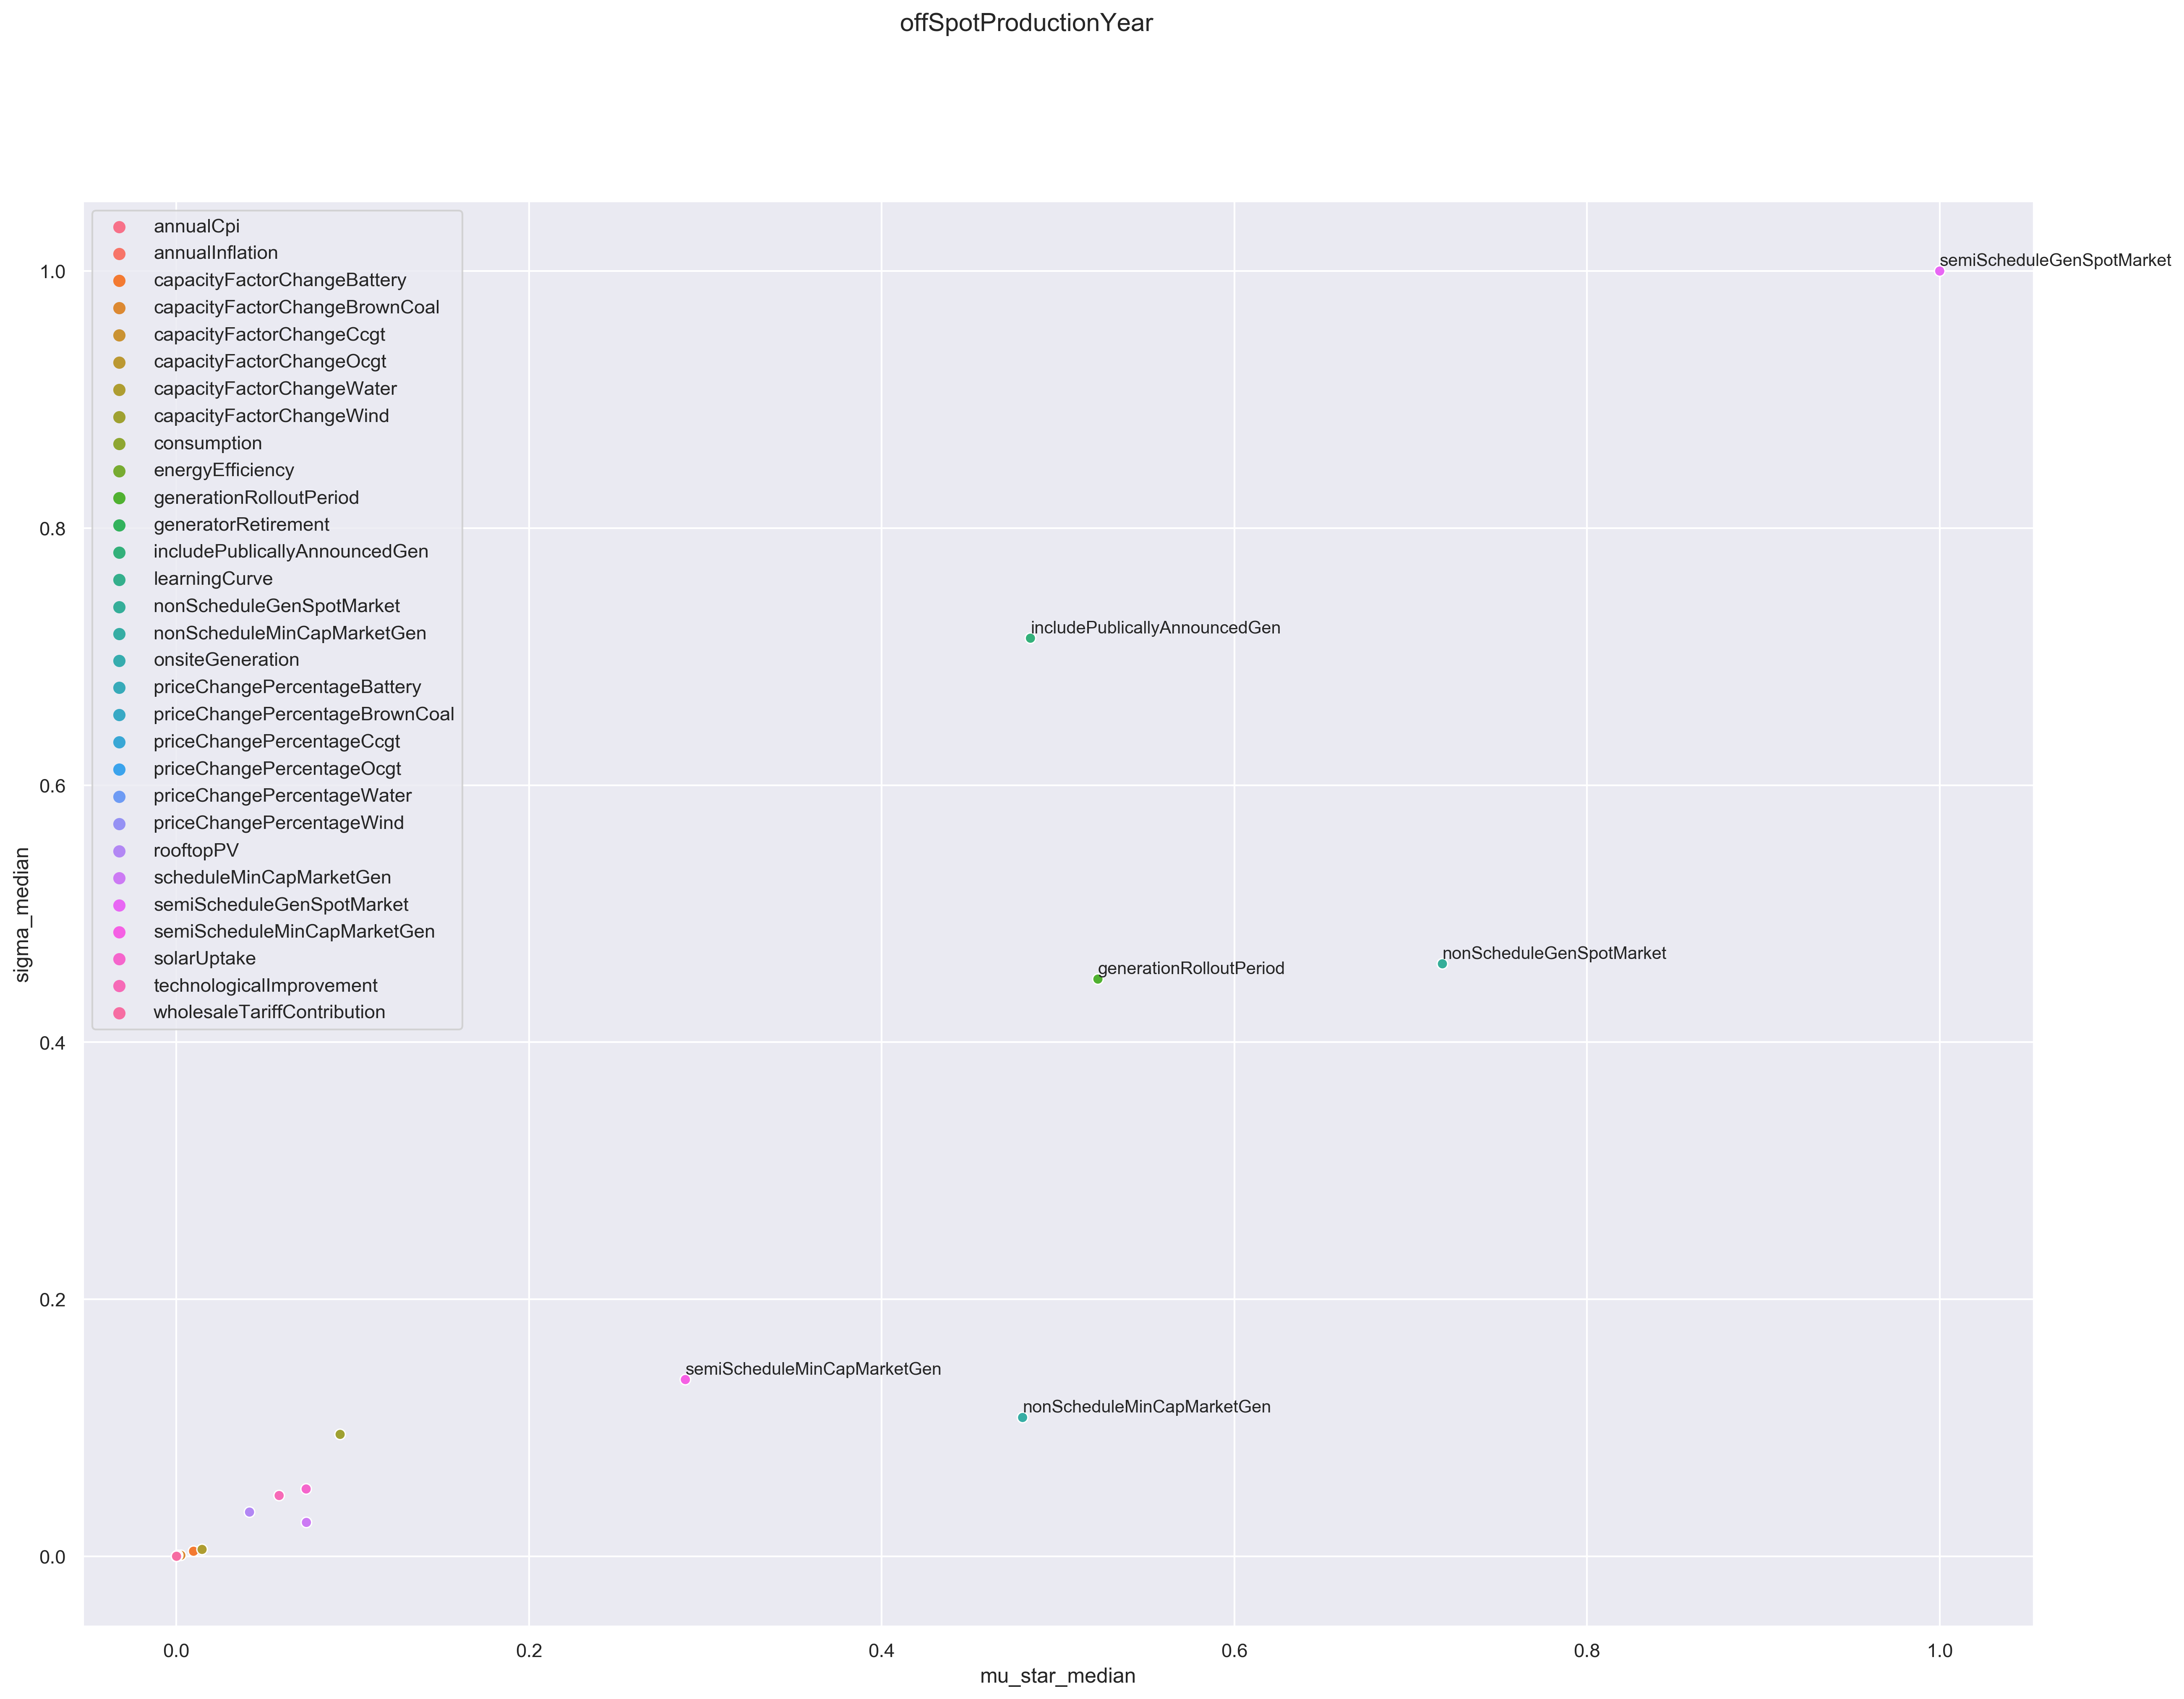 offSpotProductionYear
annualCpi
annualInflation
capacityFactorChangeBattery
capacityFactorChangeBrownCoal
capacityFactorChangeCcgt
capacityFactorChangeOcgt
capacityFactorChangeWater
capacityFactorChangeWind
consumption
energyEfficiency
generationRolloutPeriod
generatorRetirement
includePublicallyAnnouncedGen
learningCurve
nonScheduleGenSpotMarket
nonScheduleMinCapMarketGen
onsiteGeneration
priceChangePercentageBattery
priceChangePercentageBrownCoal
priceChangePercentageCcgt
priceChangePercentageOcgt
priceChangePercentageWater
priceChangePercentageWind
rooftopPV
scheduleMinCapMarketGen
semiScheduleGenSpotMarket
semiScheduleMinCapMarketGen
solarUptake
technologicalImprovement
wholesaleTariffContribution
semiScheduleGenSpotMarket
includePublicallyAnnouncedGen
nonScheduleGenSpotMarket
generationRolloutPeriod
semiScheduleMinCapMarketGen
nonScheduleMinCapMarketGen
1.0
0.8
0.6
0.4
0.2
0.0
sigma_median
0.0
0.2
0.4
0.6
0.8
1.0
mu_star_median